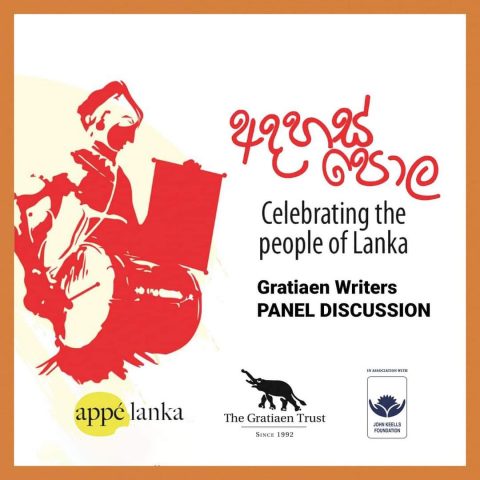 අදහස්
පොල
Celebrating the
people of Lanka
Gratiaen Writers
PANEL DISCUSSION
appé lanka
The Gratiaen Trust
SINCE 1992
IN ASSOCIATION WITH
JOHN KEELLS
FOUNDATION